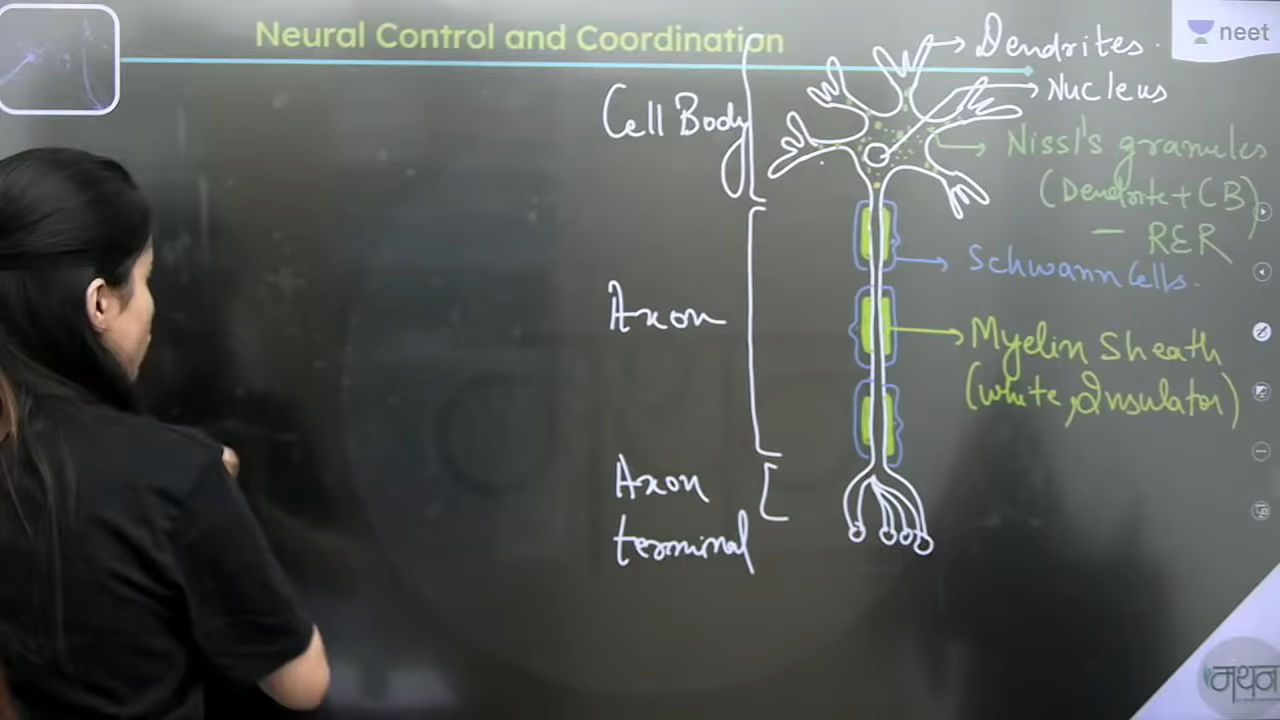 Neural Control and Coordination
neet
Dendrites
Nucleus
Cell Body
Nissl's granules
(Dendrite + CB)
— RER
Schwann Cells.
Axon
Myelin Sheath
(white, Insulator)
Axon
terminal
मंथन